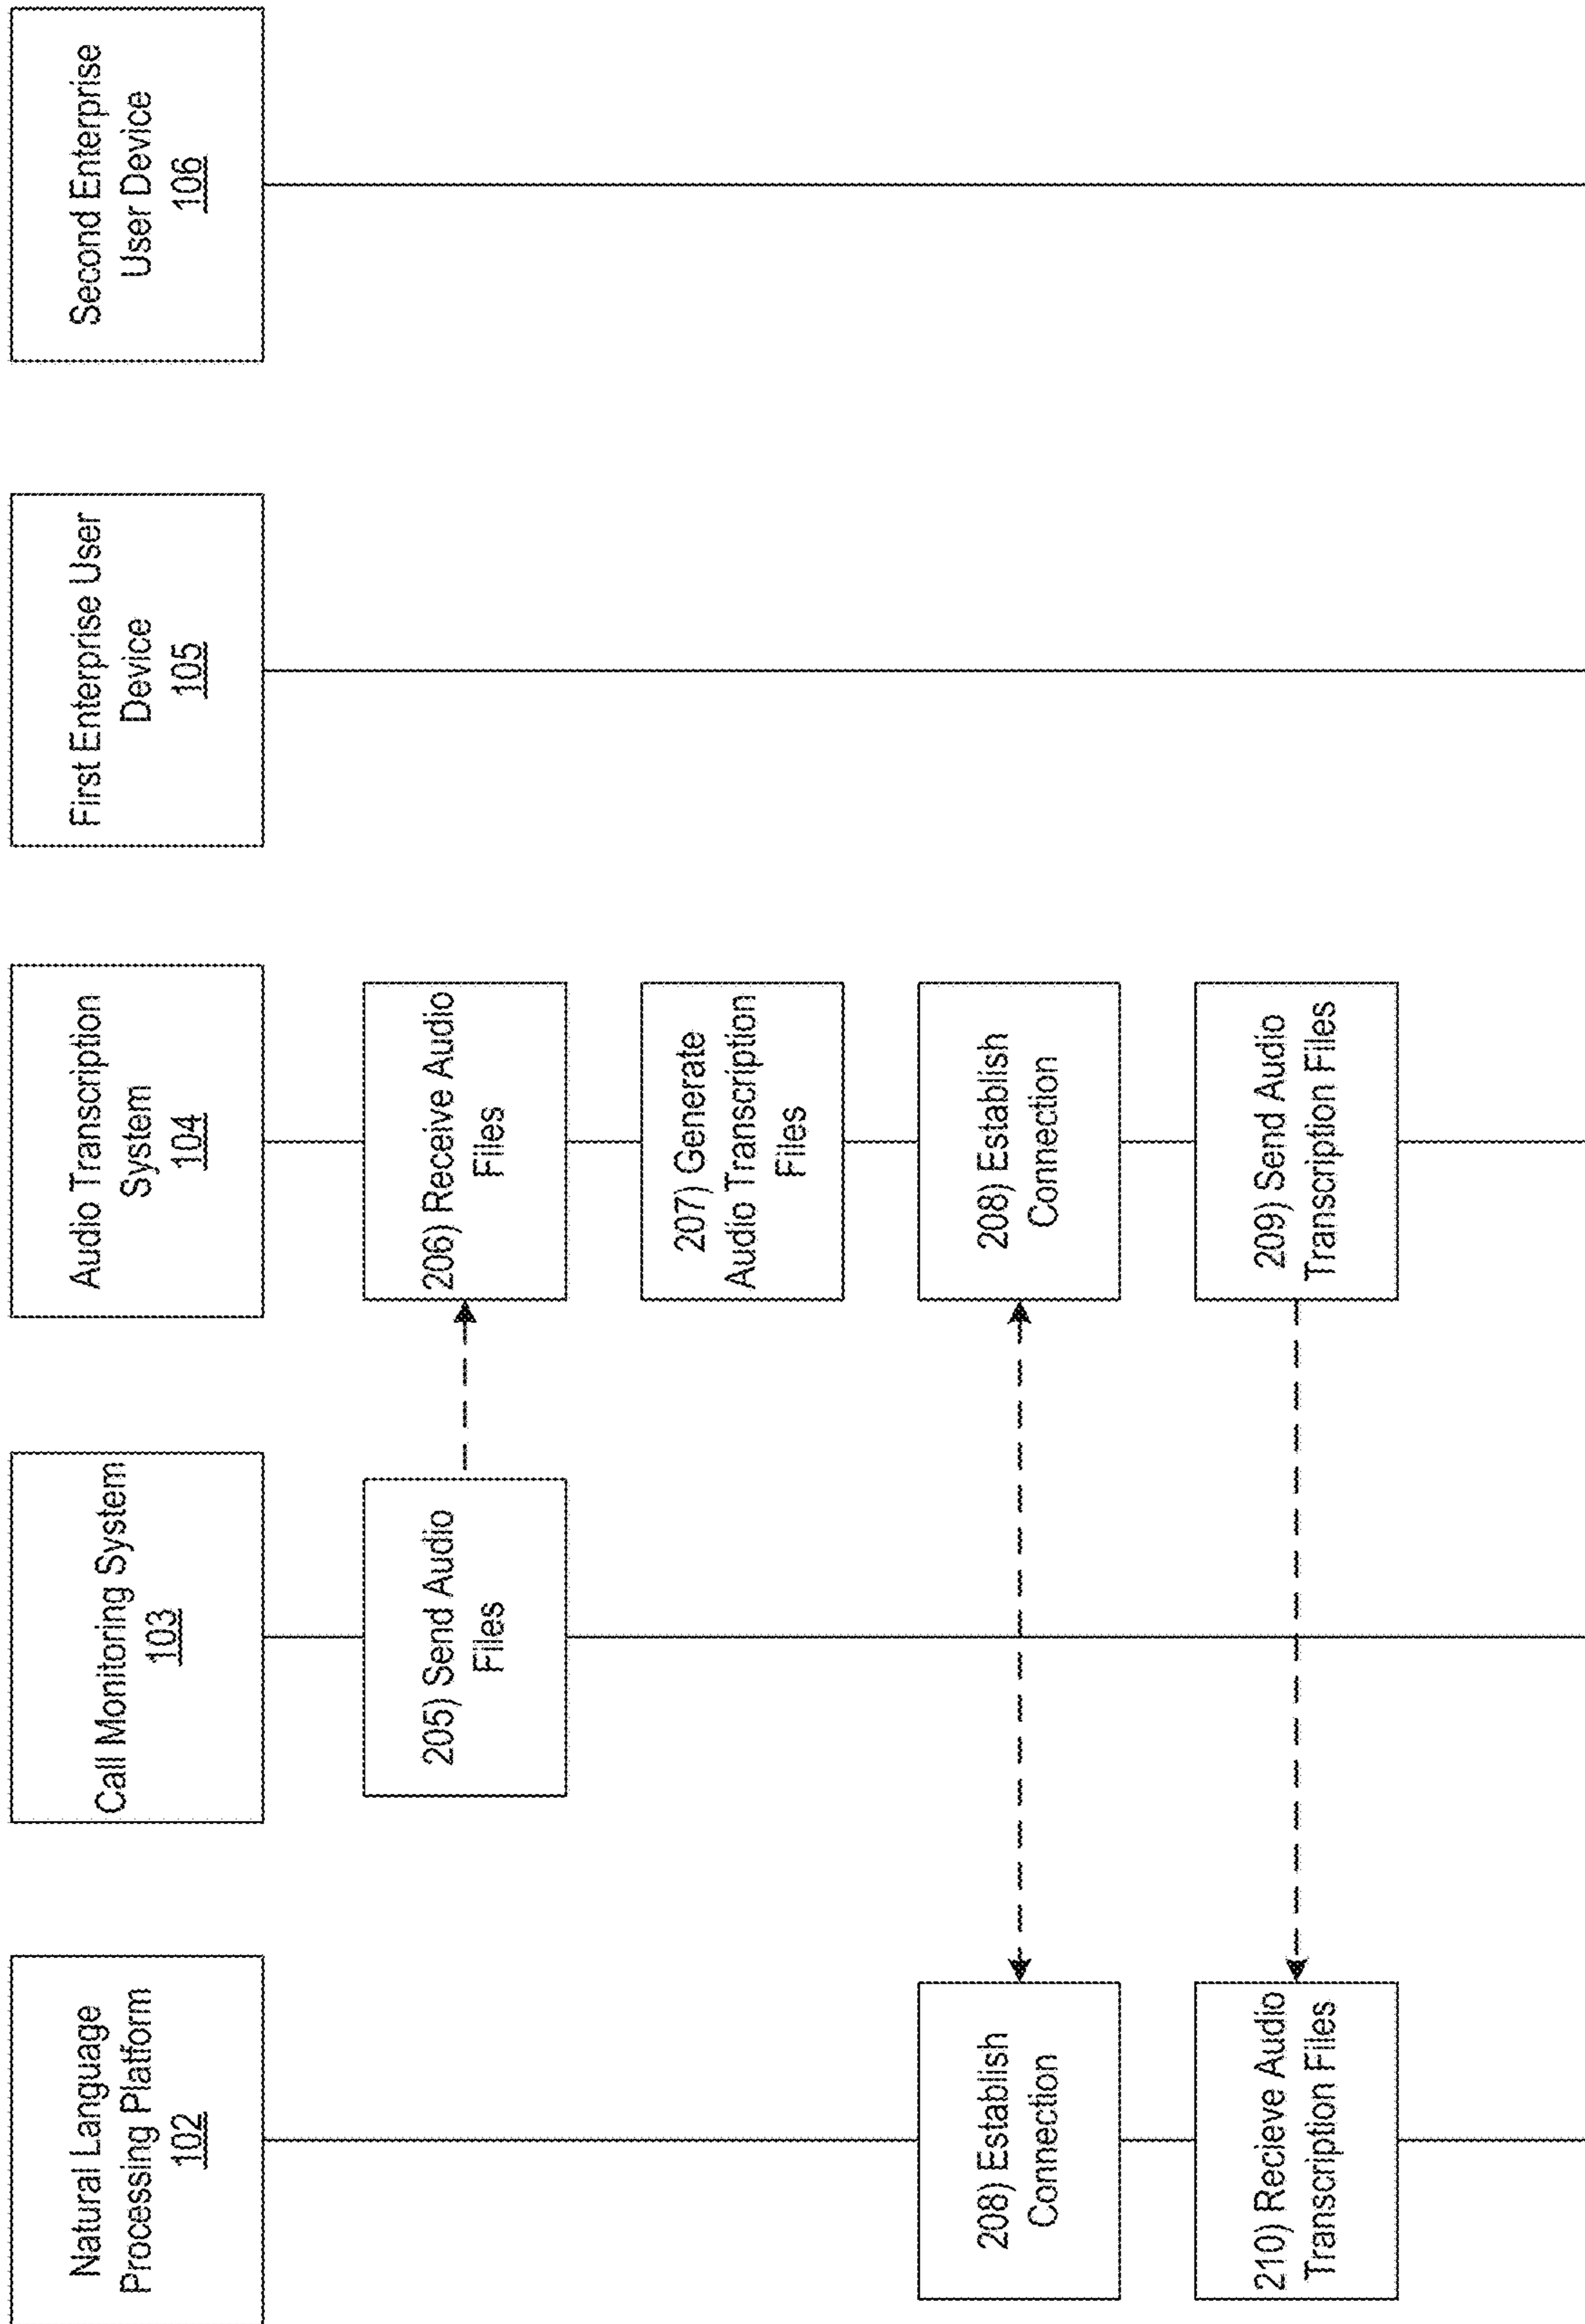 Natural Language
Processing Platform
102
Call Monitoring System
103
Audio Transcription
System
104
First Enterprise User
Device
105
Second Enterprise
User Device
106
205) Send Audio
Files
206) Receive Audio
Files
207) Generate
Audio Transcription
Files
208) Establish
Connection
208) Establish
Connection
210) Recieve Audio
Transcription Files
209) Send Audio
Transcription Files